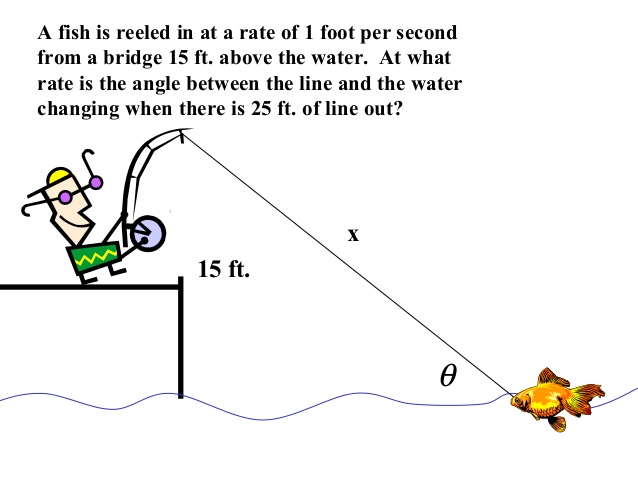 A fish is reeled in at a rate of 1 foot per second
from a bridge 15 ft. above the water.  At what
rate is the angle between the line and the water
changing when there is 25 ft. of line out?
x
15 ft.
θ